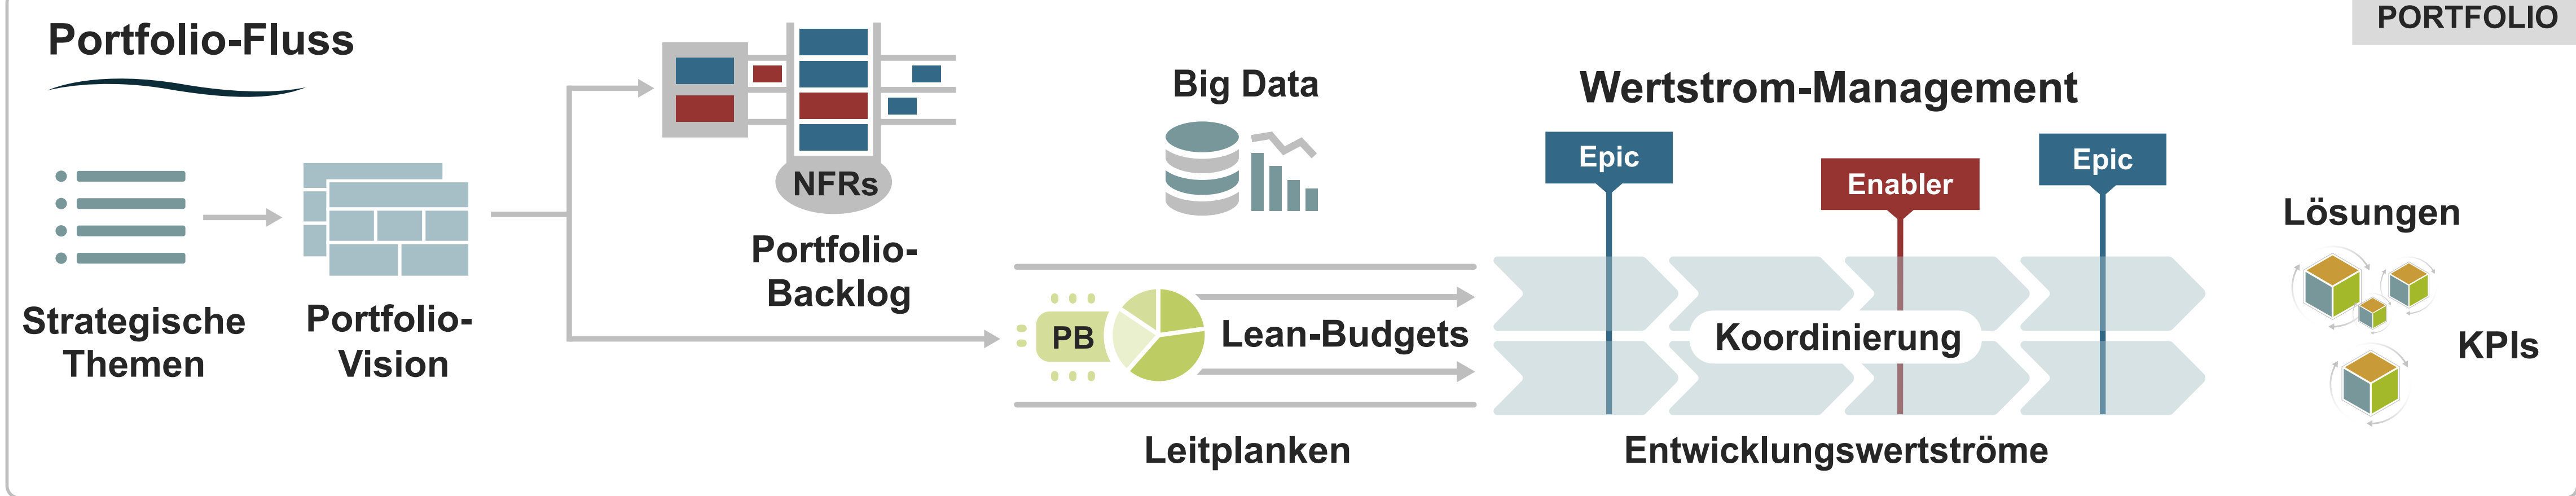 Portfolio-Fluss
PORTFOLIO
Strategische
Themen
Portfolio-
Vision
NFRs
Portfolio-
Backlog
Big Data
PB
Lean-Budgets
Leitplanken
Wertstrom-Management
Epic
Enabler
Epic
Koordinierung
Entwicklungswertströme
Lösungen
KPIs